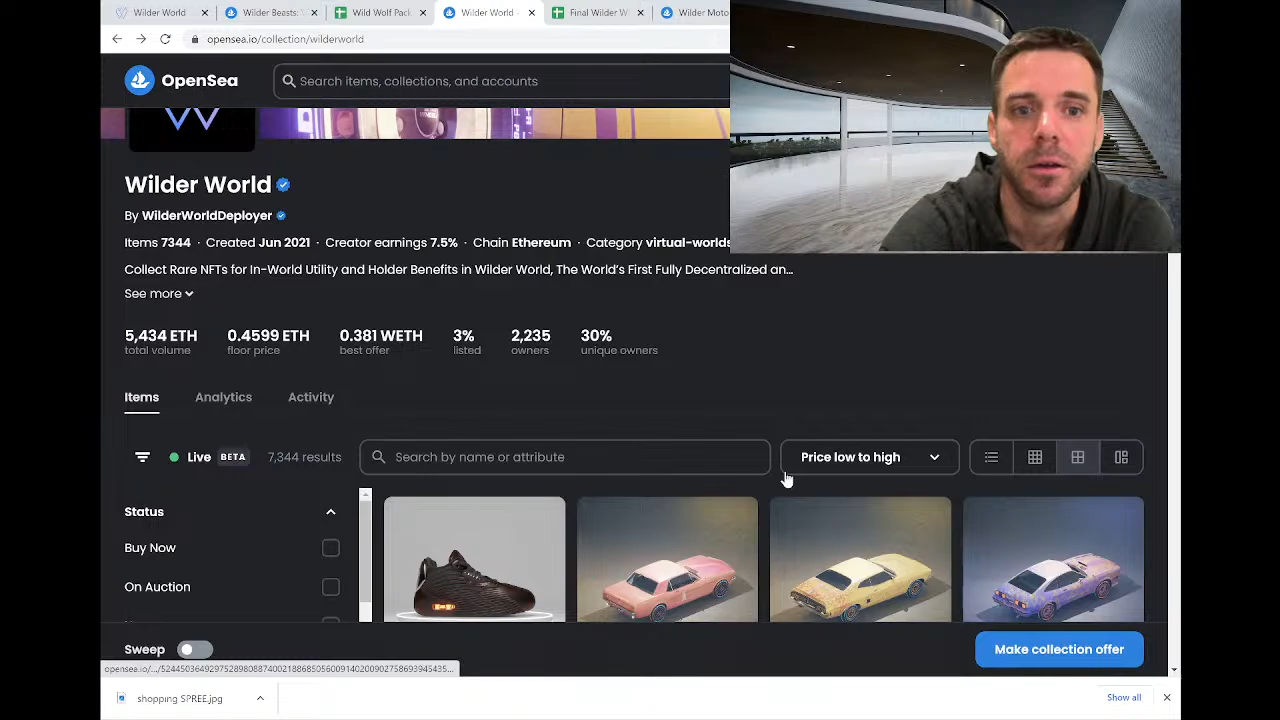 Wilder World
Wilder Beasts:
Wild Wolf Pack
Wilder World -
Final Wilder W
Wilder Moto
opensea.io/collection/wilderworld
OpenSea
Search items, collections, and accounts
W
Wilder World
By WilderWorldDeployer
Items 7344 · Created Jun 2021 · Creator earnings 7.5% · Chain Ethereum · Category virtual-worlds
Collect Rare NFTs for In-World Utility and Holder Benefits in Wilder World, The World's First Fully Decentralized an...
See more
5,434 ETH 0.4599 ETH 0.381 WETH 3% 2,235 30%
total volume floor price best offer listed owners unique owners
Items Analytics Activity
Live BETA 7,344 results Search by name or attribute Price low to high
Status
Buy Now
On Auction
Sweep Make collection offer
shopping SPREE.jpg Show all